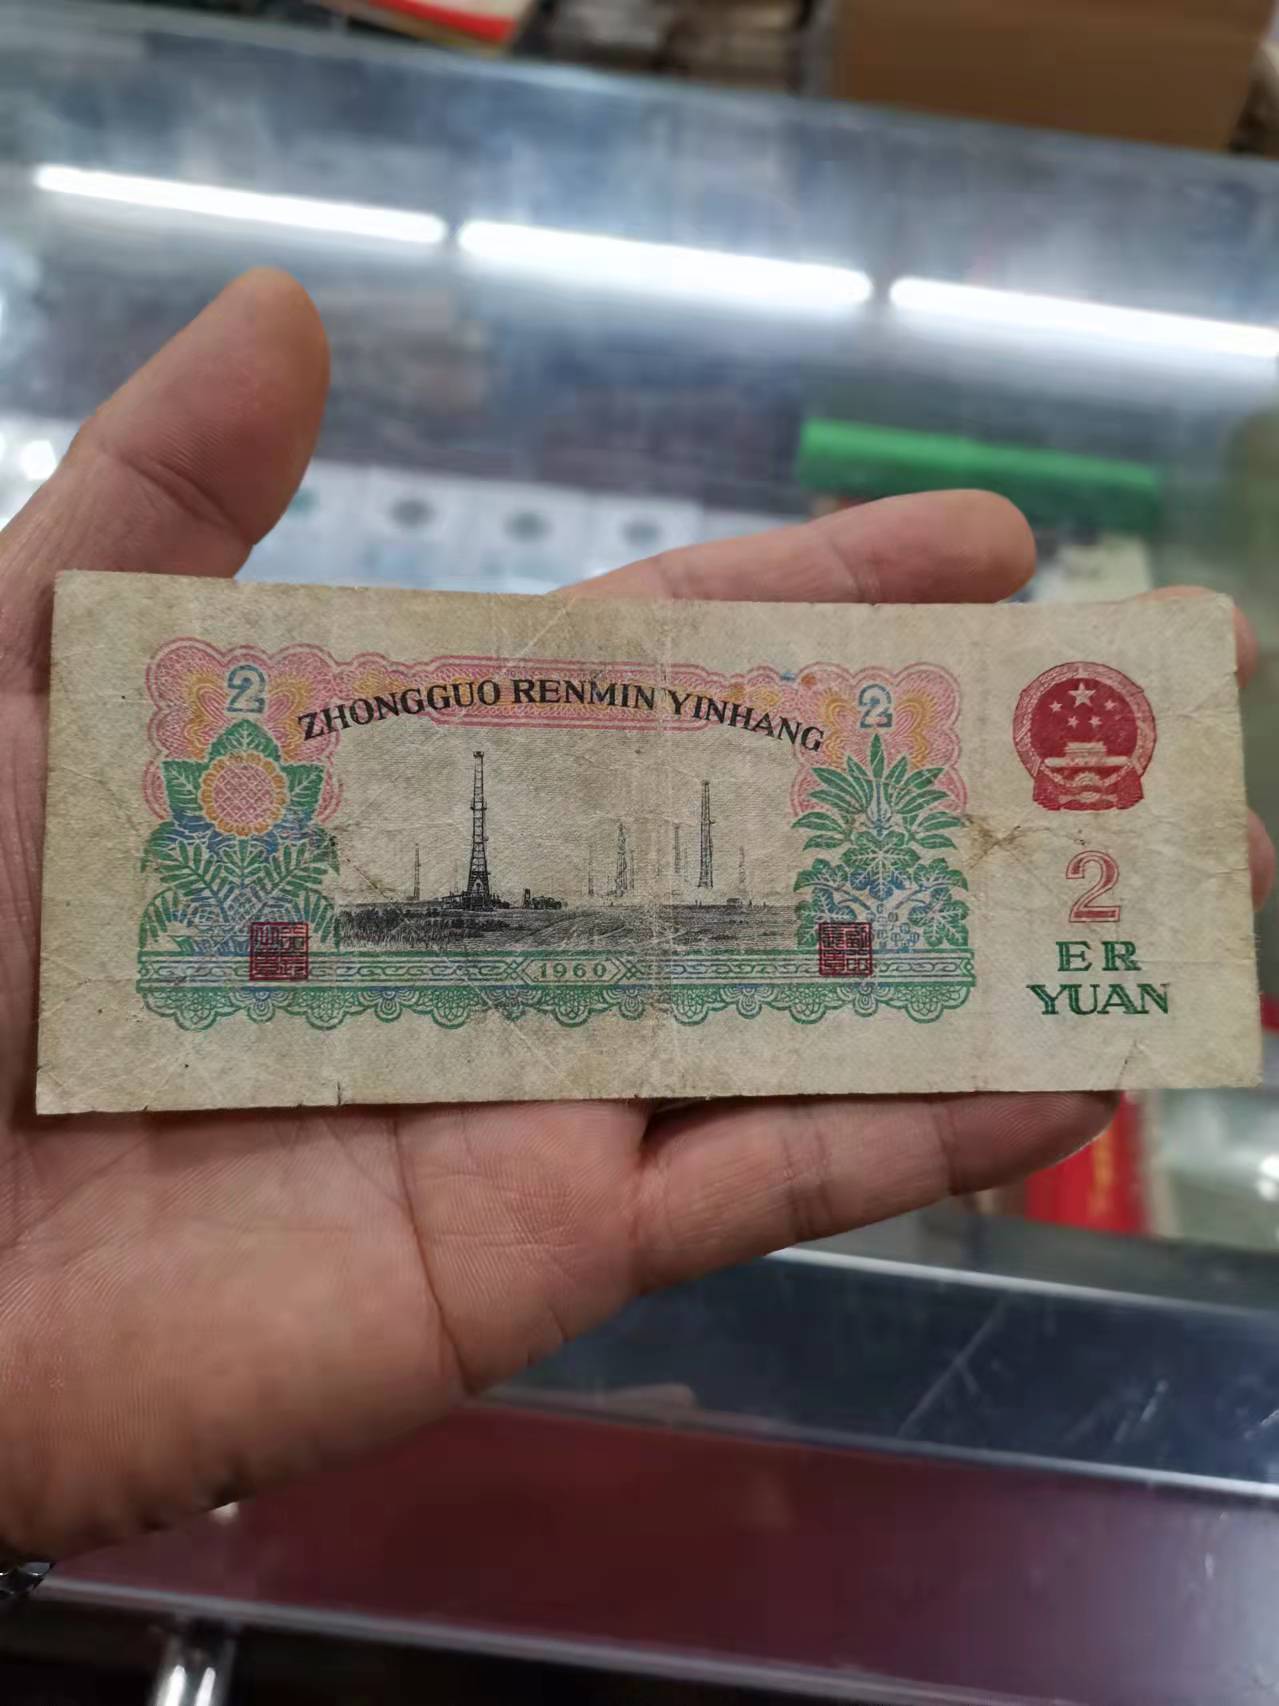 2
2
ZHONGGUO RENMIN YINHANG
1960
2
ER
YUAN